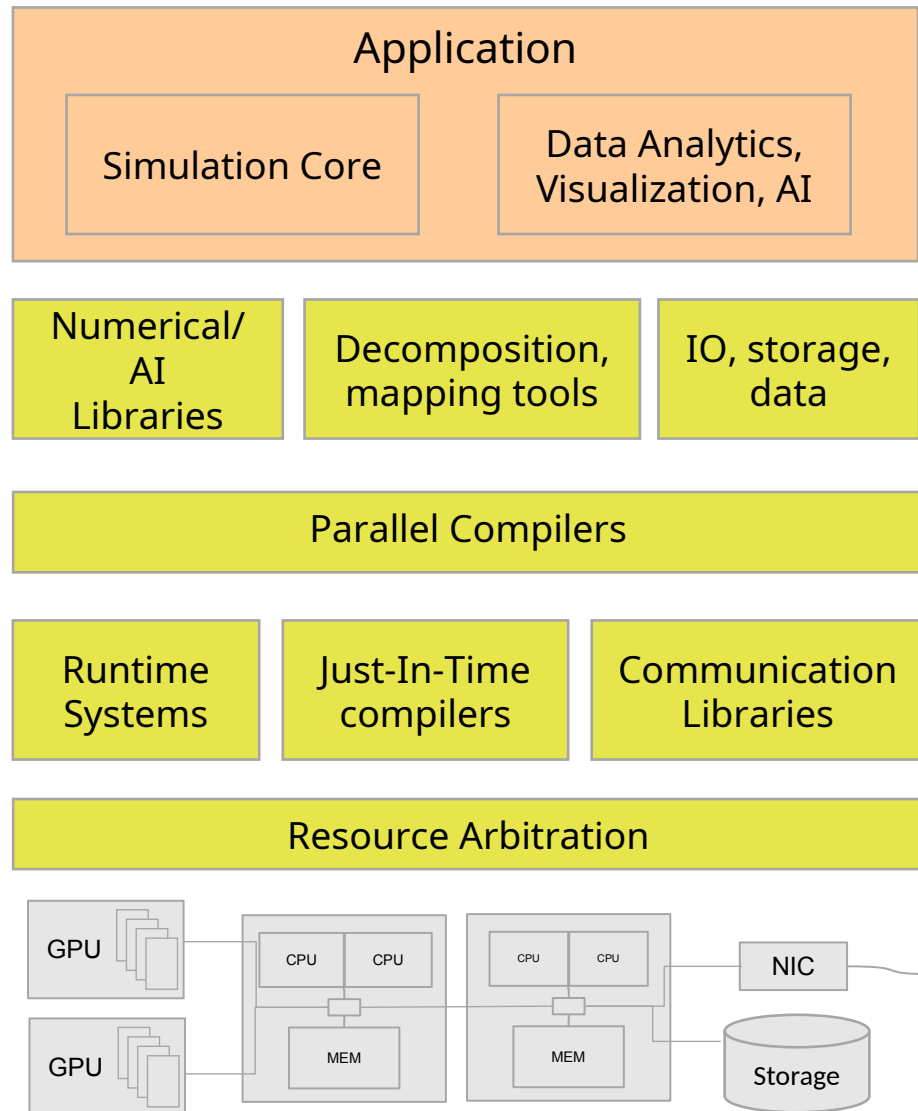 Application
Simulation Core
Data Analytics,
Visualization, AI
Numerical/
AI
Libraries
Decomposition,
mapping tools
IO, storage,
data
Parallel Compilers
Runtime
Systems
Just-In-Time
compilers
Communication
Libraries
Resource Arbitration
GPU
CPU
CPU
CPU
CPU
NIC
MEM
MEM
GPU
Storage